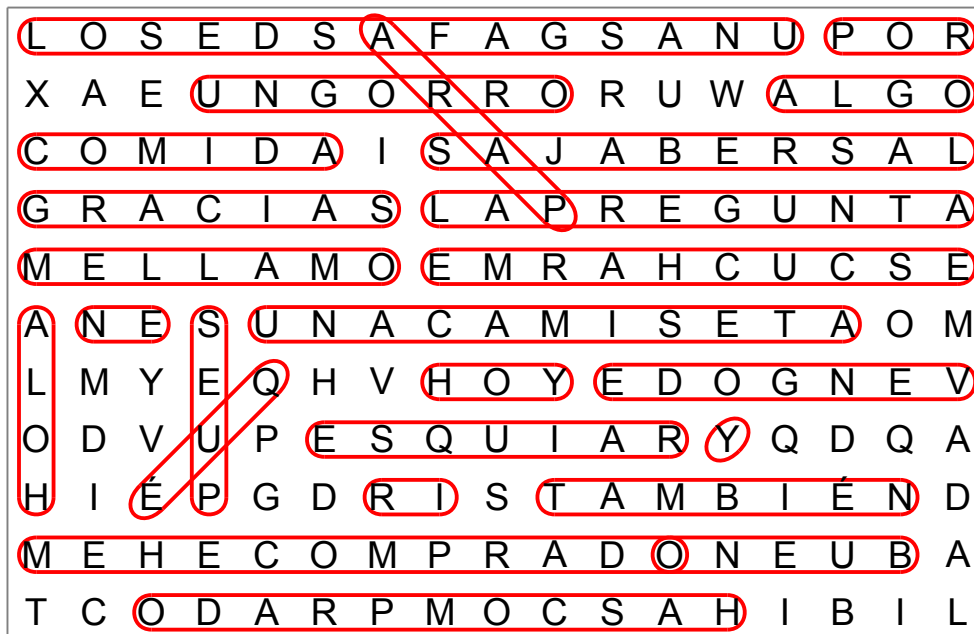 L O S E D S A F A G S A N U P O R
X A E U N G O R R O R U W A L G O
C O M I D A I S A J A B E R S A L
G R A C I A S L A P R E G U N T A
M E L L A M O E M R A H C U C S E
A N E S U N A C A M I S E T A O M
L M Y E Q H V H O Y E D O G N E V
O D V U P E S Q U I A R Y Q D Q A
H I É P G D R I S T A M B I É N D
M E H E C O M P R A D O N E U B A
T C O D A R P M O C S A H I B I L